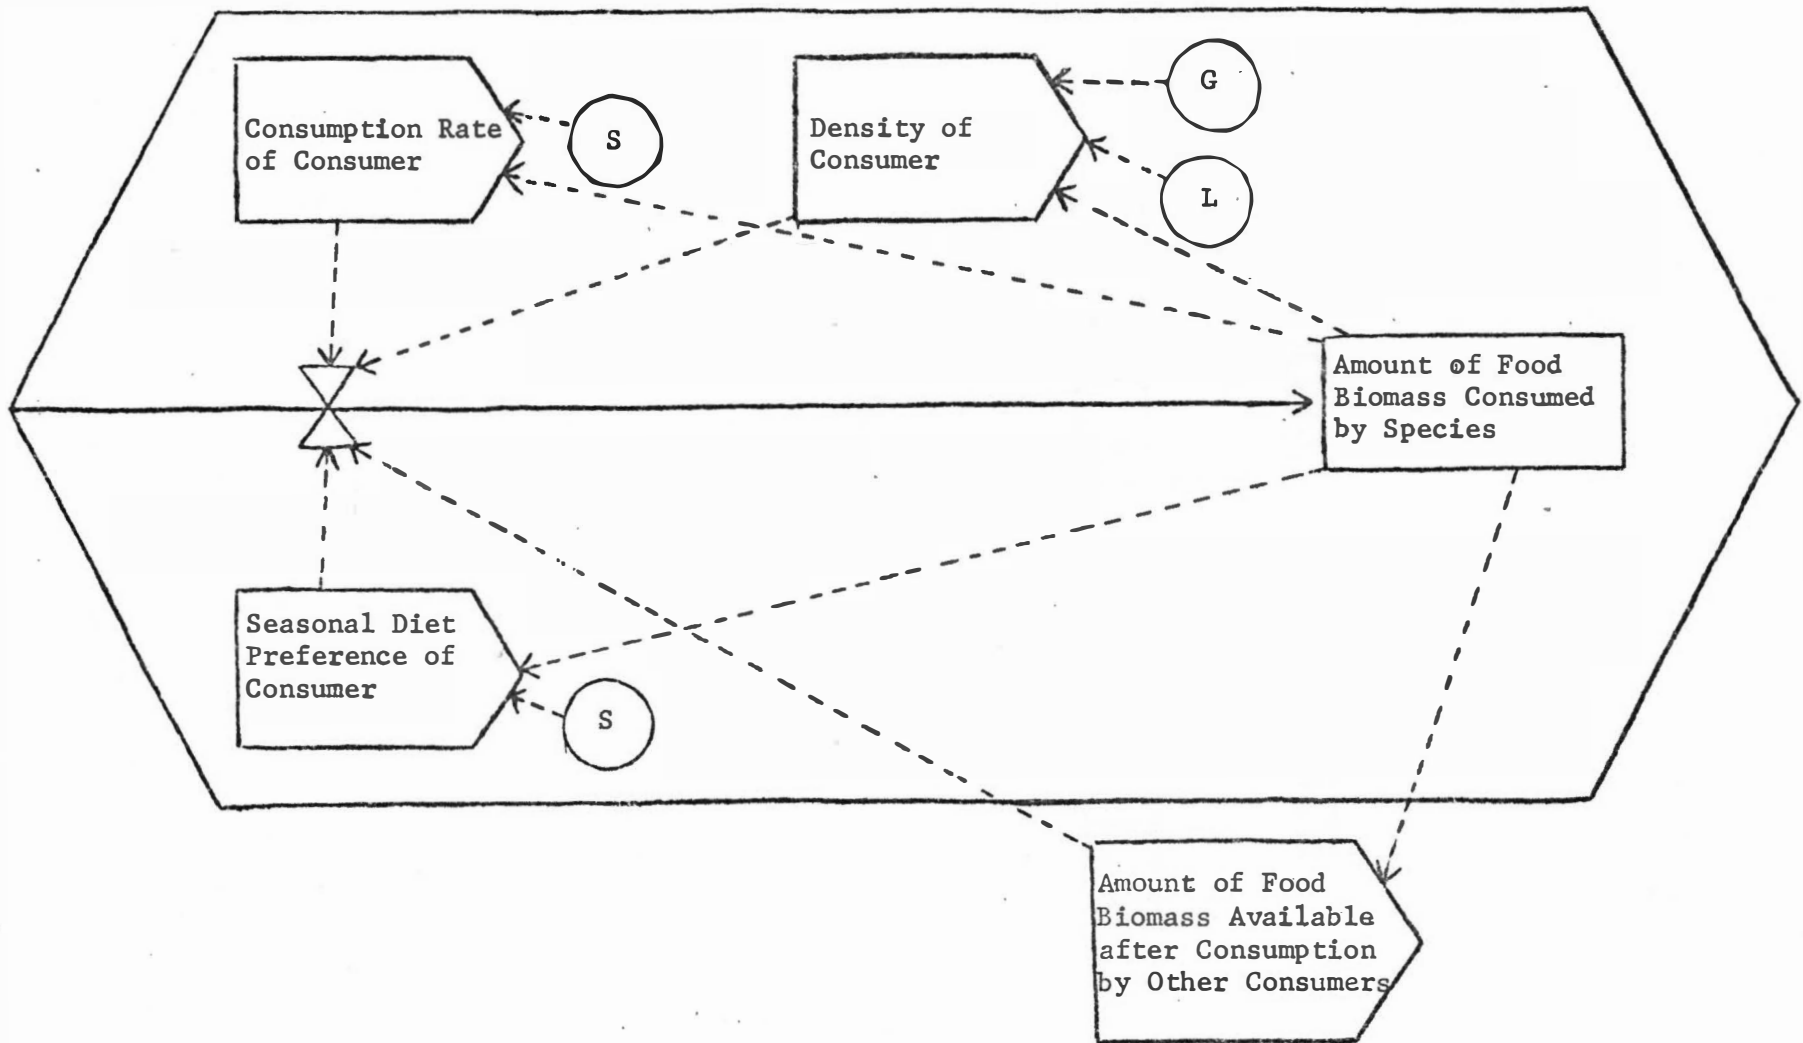 Consumption Rate
of Consumer
S
Density of
Consumer
G
L
Amount of Food
Biomass Consumed
by Species
Seasonal Diet
Preference of
Consumer
S
Amount of Food
Biomass Available
after Consumption
by Other Consumers